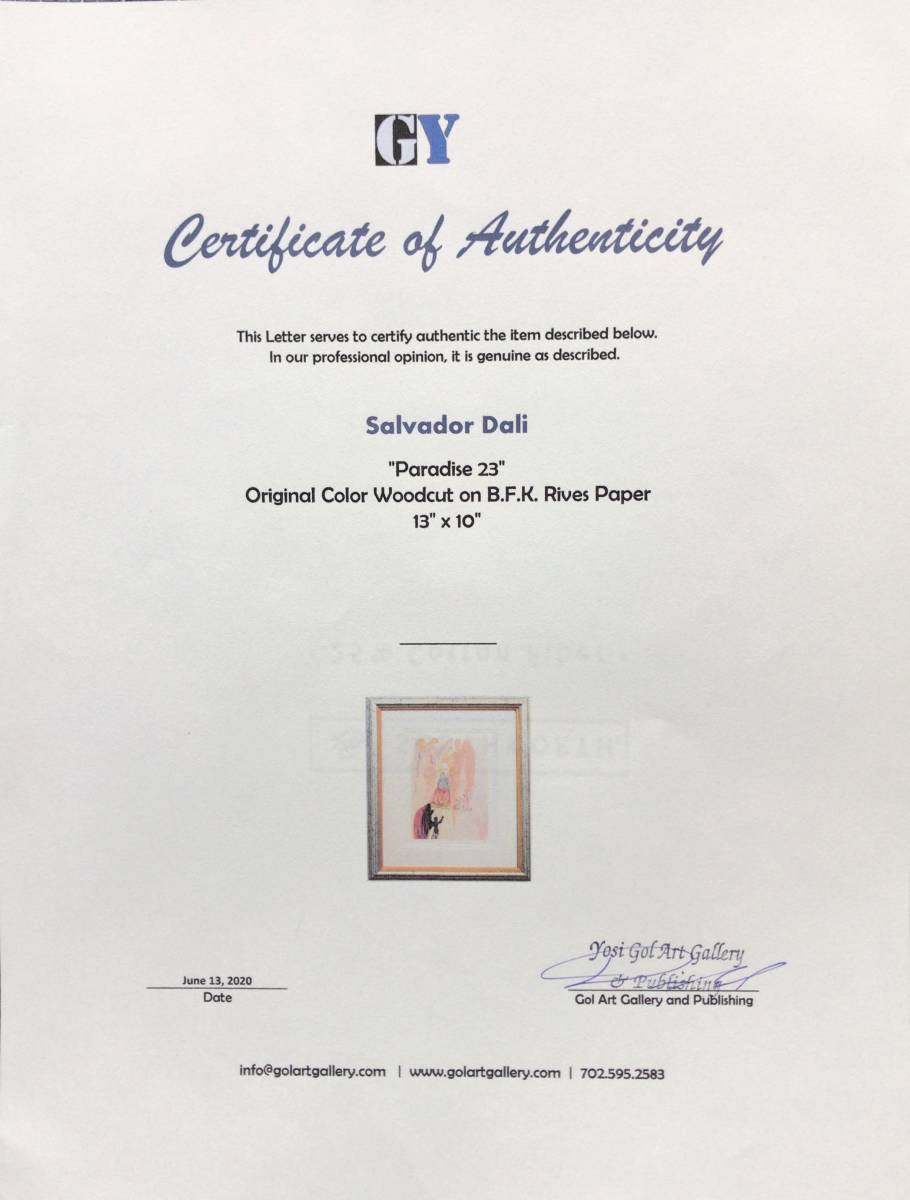 GY
Certificate of Authenticity
This Letter serves to certify authentic the item described below.
In our professional opinion, it is genuine as described.
Salvador Dali
"Paradise 23"
Original Color Woodcut on B.F.K. Rives Paper
13" x 10"
June 13, 2020
Date
Yosi Gol Art Gallery
& Publishing
Gol Art Gallery and Publishing
info@golartgallery.com | www.golartgallery.com | 702.595.2583